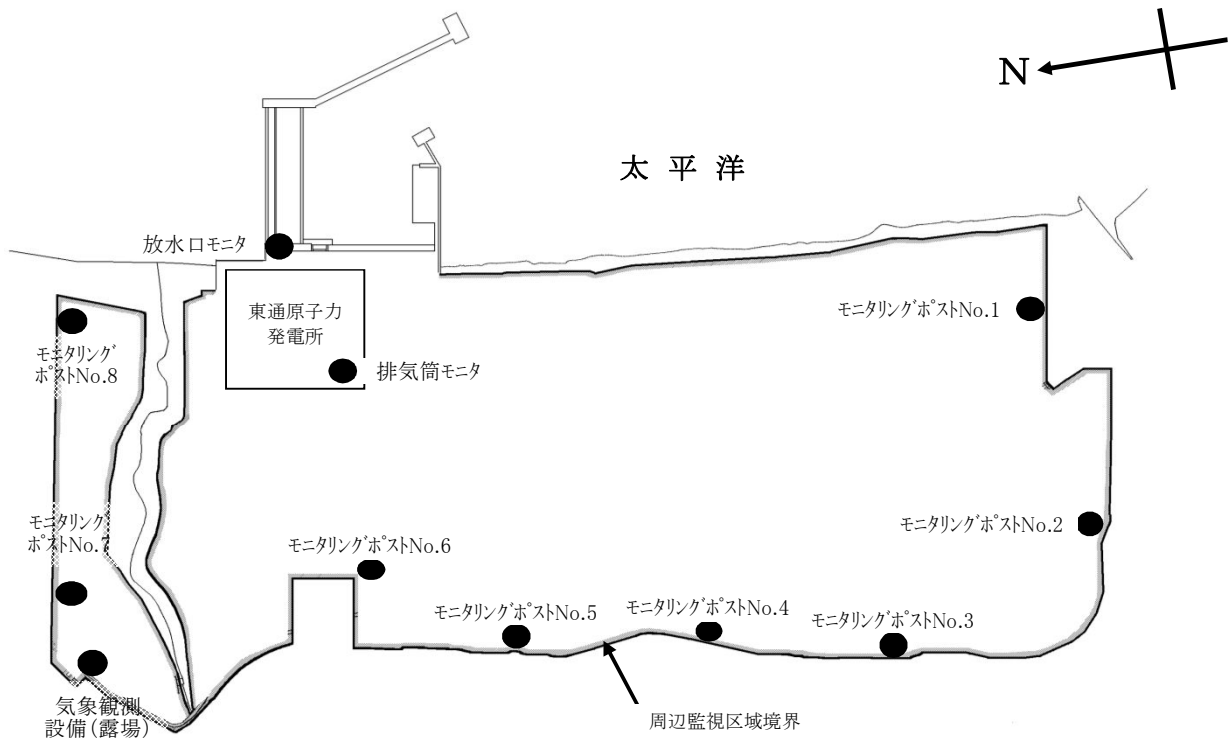 N
太平洋
放水口モニタ
東通原子力
発電所
モニタリングポストNo.1
モニタリング
ポストNo.8
排気筒モニタ
モニタリング
ポストNo.7
モニタリングポストNo.2
モニタリングポストNo.6
モニタリングポストNo.5
モニタリングポストNo.4
モニタリングポストNo.3
気象観測
設備(露場)
周辺監視区域境界